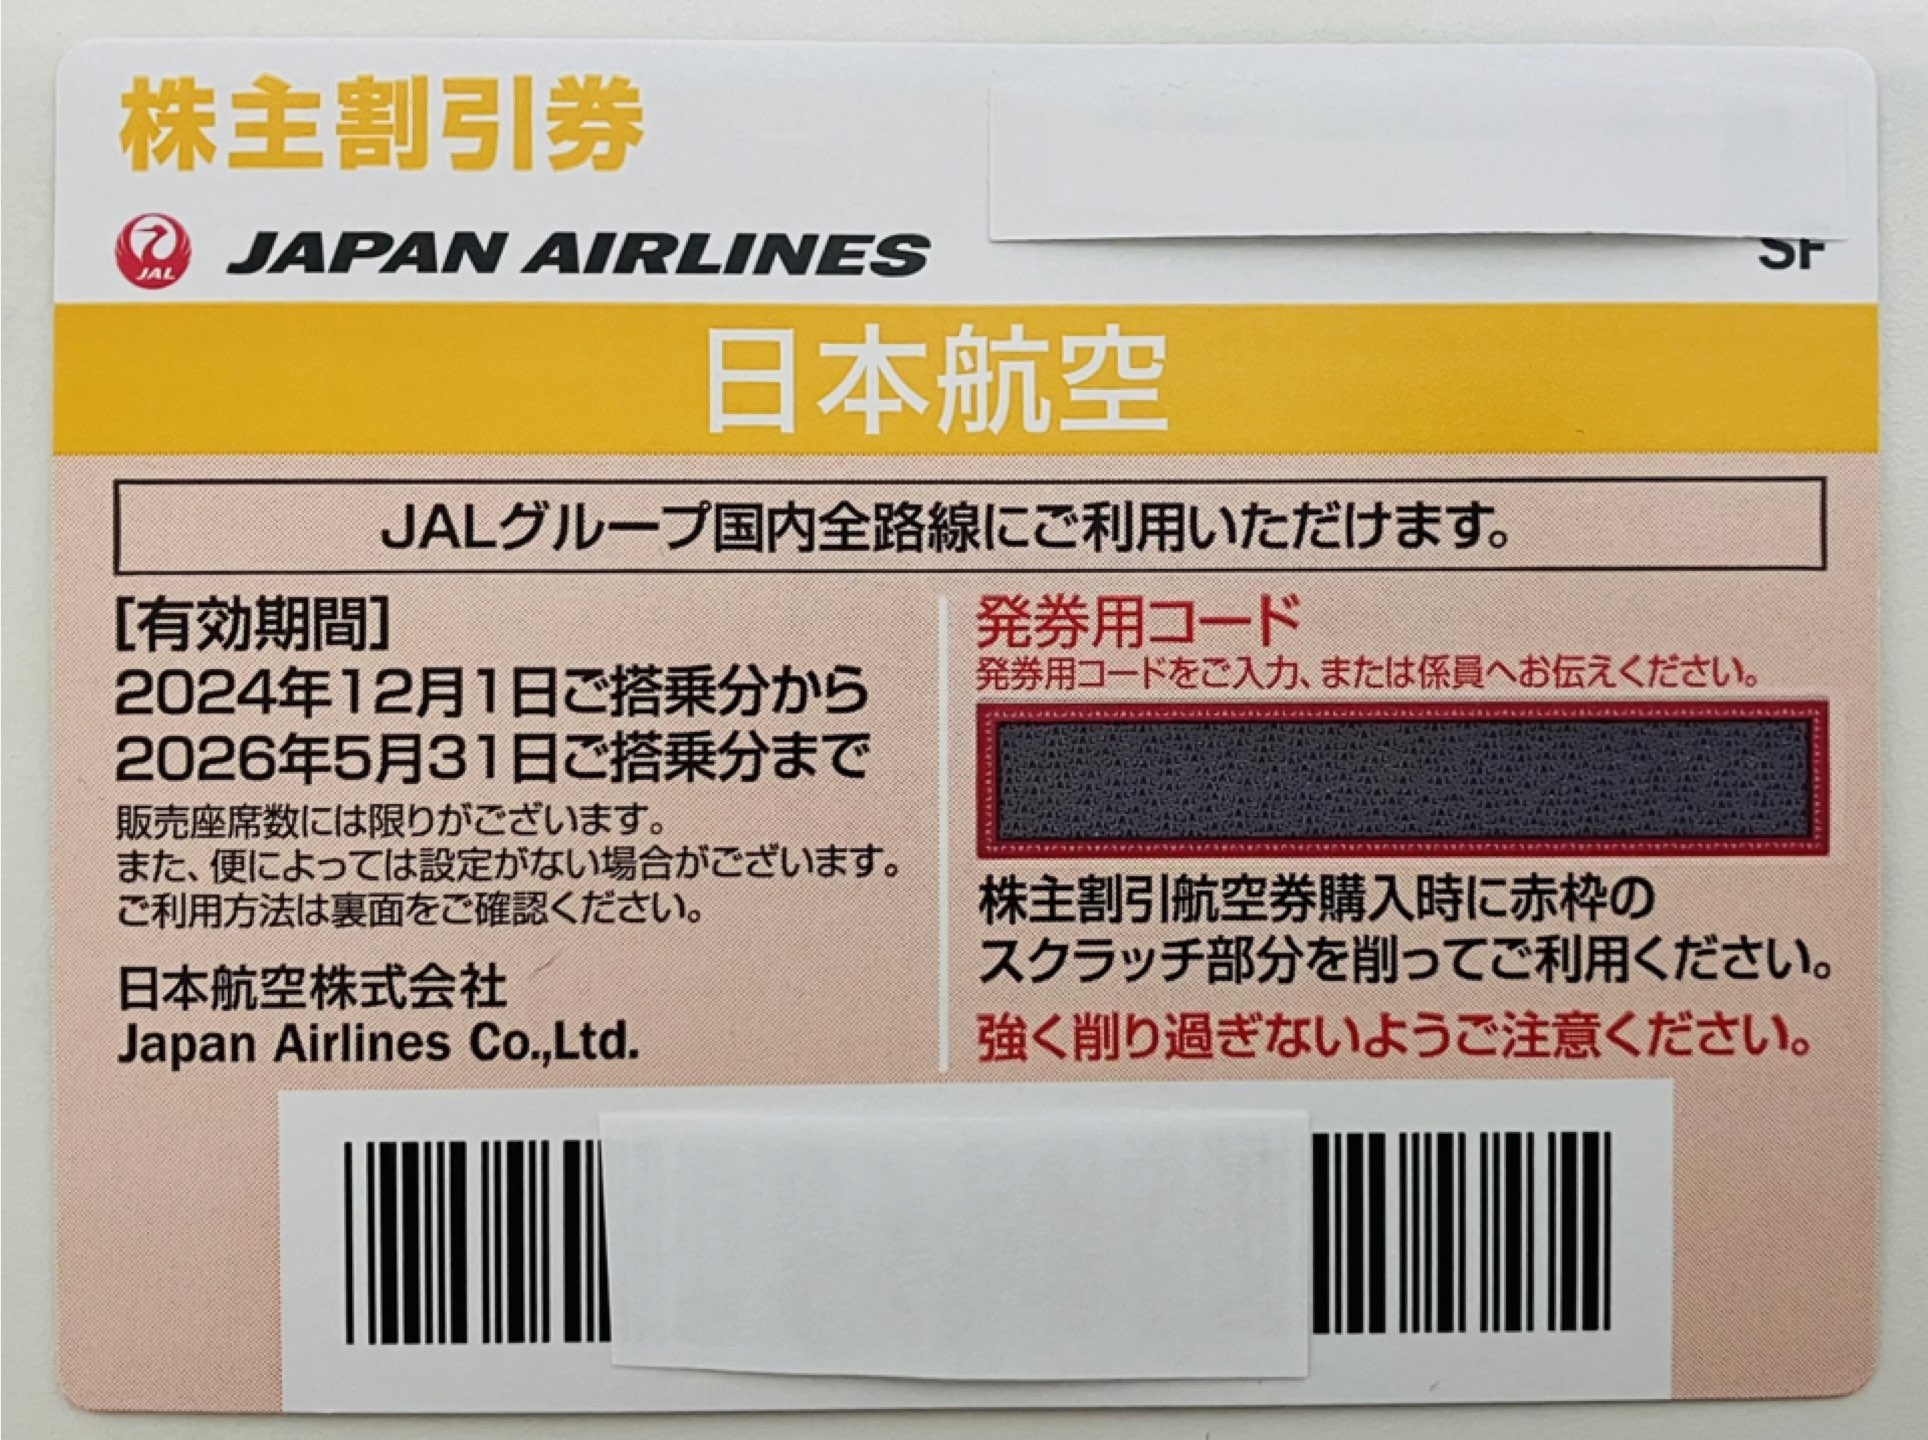 株主割引券
JAL
JAPAN AIRLINES
SF
日本航空
JALグループ国内全路線にご利用いただけます。
[有効期間]
2024年12月1日ご搭乗分から
2026年5月31日ご搭乗分まで
販売座席数には限りがございます。
また、便によっては設定がない場合がございます。
ご利用方法は裏面をご確認ください。
日本航空株式会社
Japan Airlines Co.,Ltd.
発券用コード
発券用コードをご入力、または係員へお伝えください。
株主割引航空券購入時に赤枠の
スクラッチ部分を削ってご利用ください。
強く削り過ぎないようご注意ください。